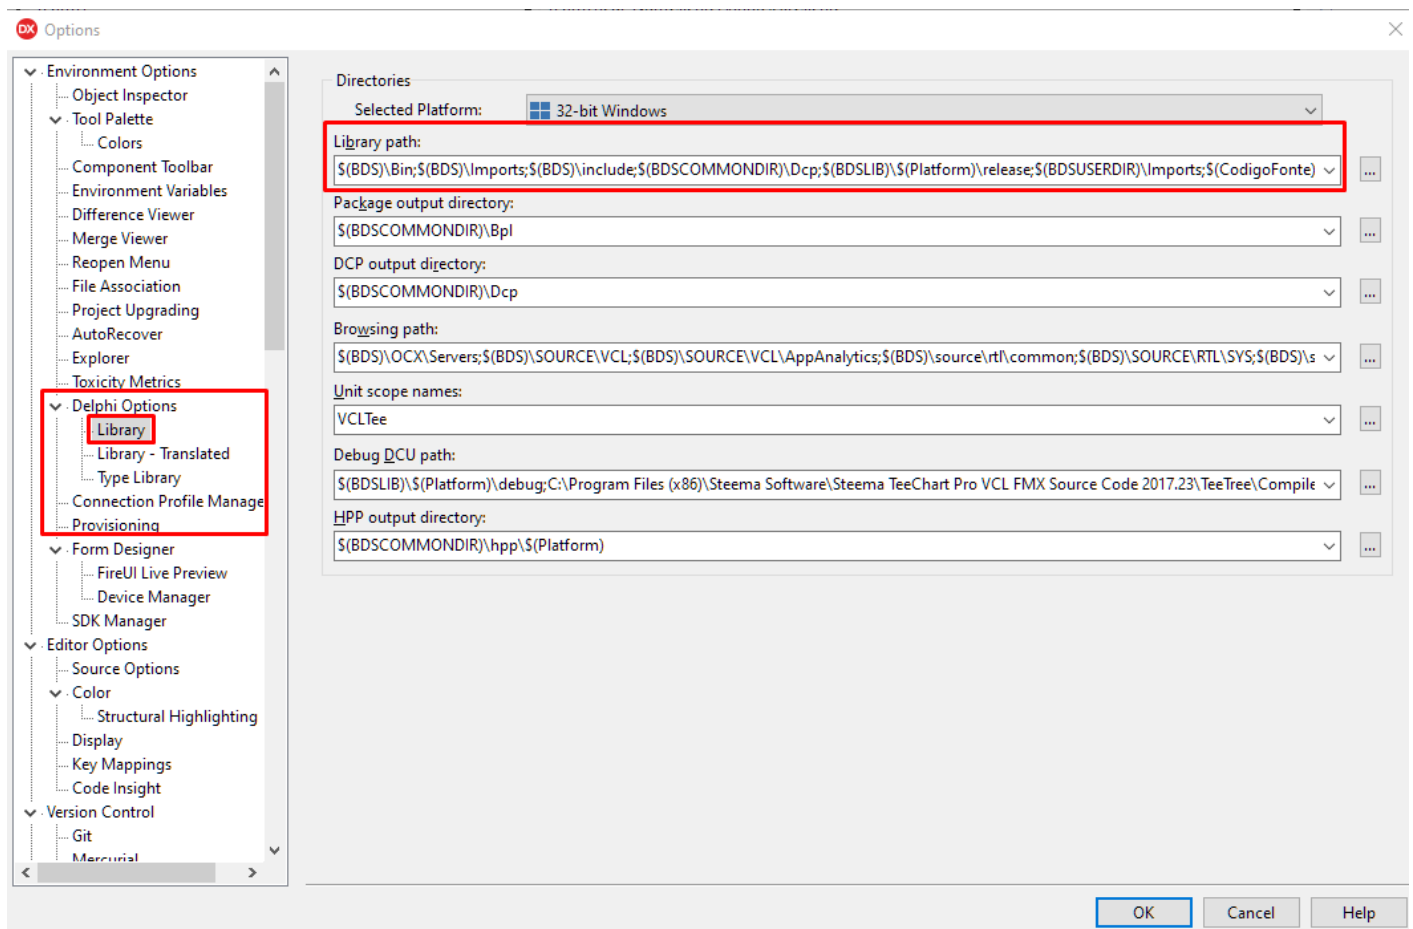 DX Options
Environment Options
Object Inspector
Tool Palette
Colors
Component Toolbar
Environment Variables
Difference Viewer
Merge Viewer
Reopen Menu
File Association
Project Upgrading
AutoRecover
Explorer
Toxicity Metrics
Delphi Options
Library
Library - Translated
Type Library
Connection Profile Manage
Provisioning
Form Designer
FireUI Live Preview
Device Manager
SDK Manager
Editor Options
Source Options
Color
Structural Highlighting
Display
Key Mappings
Code Insight
Version Control
Git
Mercurial
Directories
Selected Platform: 32-bit Windows
Library path:
$(BDS)\Bin;$(BDS)\Imports;$(BDS)\include;$(BDSCOMMONDIR)\Dcp;$(BDSLIB)\$(Platform)\release;$(BDSUSERDIR)\Imports;$(CodigoFonte) ...
Package output directory:
$(BDSCOMMONDIR)\Bpl ...
DCP output directory:
$(BDSCOMMONDIR)\Dcp ...
Browsing path:
$(BDS)\OCX\Servers;$(BDS)\SOURCE\VCL;$(BDS)\SOURCE\VCL\AppAnalytics;$(BDS)\source\rtl\common;$(BDS)\SOURCE\RTL\SYS;$(BDS)\s ...
Unit scope names:
VCLTee ...
Debug DCU path:
$(BDSLIB)\$(Platform)\debug;C:\Program Files (x86)\Steema Software\Steema TeeChart Pro VCL FMX Source Code 2017.23\TeeTree\Compile ...
HPP output directory:
$(BDSCOMMONDIR)\hpp\$(Platform) ...
OK Cancel Help